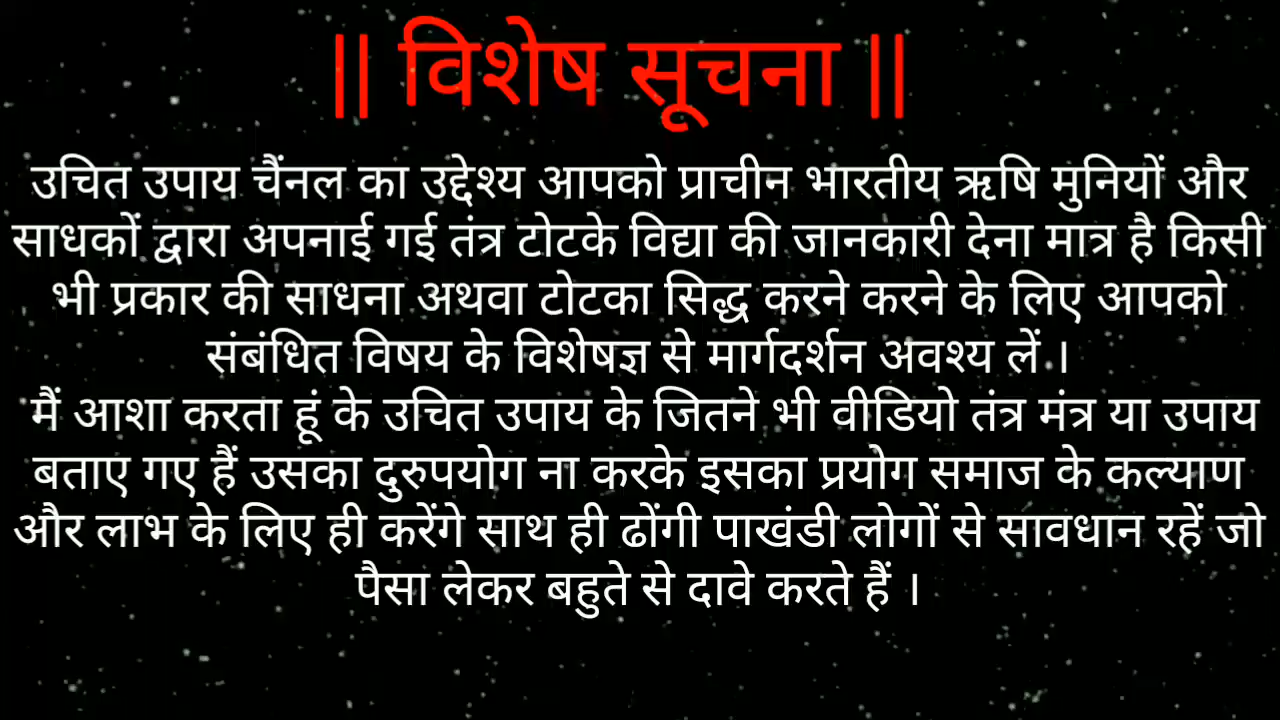 || विशेष सूचना ||
उचित उपाय चैंनल का उद्देश्य आपको प्राचीन भारतीय ऋषि मुनियों और
साधकों द्वारा अपनाई गई तंत्र टोटके विद्या की जानकारी देना मात्र है किसी
भी प्रकार की साधना अथवा टोटका सिद्ध करने करने के लिए आपको
संबंधित विषय के विशेषज्ञ से मार्गदर्शन अवश्य लें ।
मैं आशा करता हूं के उचित उपाय के जितने भी वीडियो तंत्र मंत्र या उपाय
बताए गए हैं उसका दुरुपयोग ना करके इसका प्रयोग समाज के कल्याण
और लाभ के लिए ही करेंगे साथ ही ढोंगी पाखंडी लोगों से सावधान रहें जो
पैसा लेकर बहुते से दावे करते हैं ।